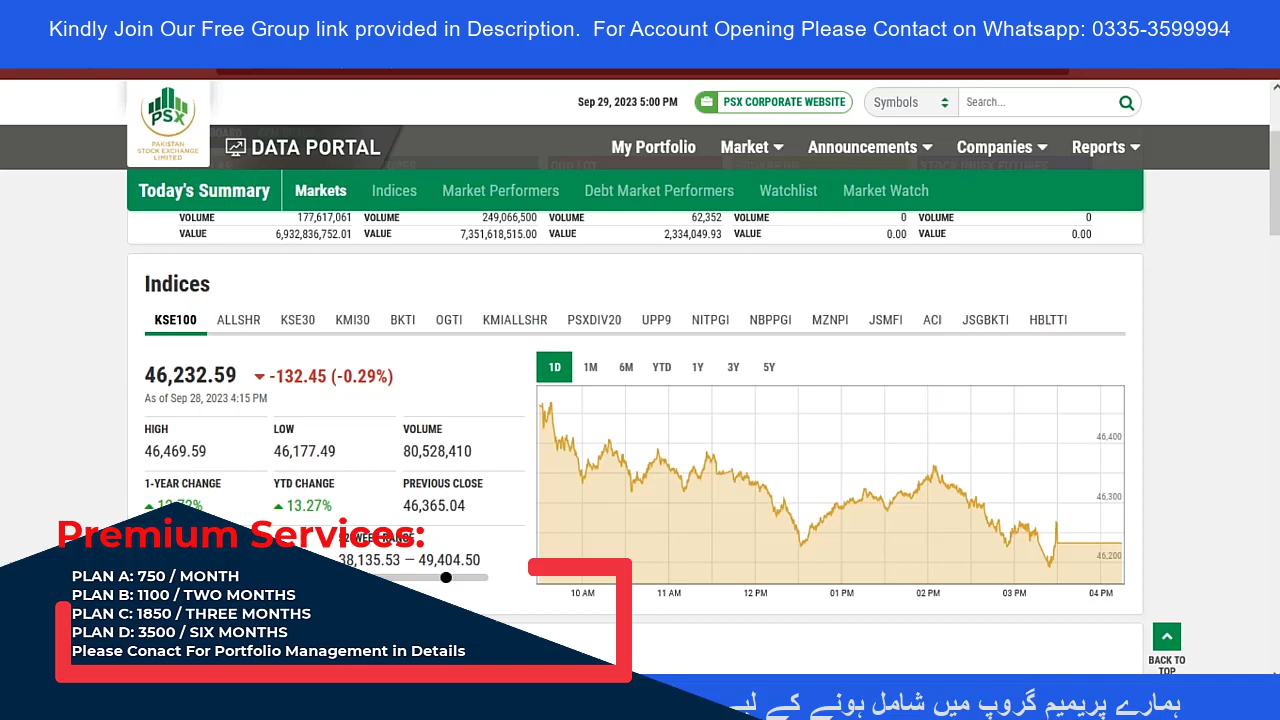 Kindly Join Our Free Group link provided in Description. For Account Opening Please Contact on Whatsapp: 0335-3599994
Sep 29, 2023 5:00 PM PSX CORPORATE WEBSITE Symbols Search...
PSX
PAKISTAN
STOCK EXCHANGE
LIMITED
DATA PORTAL My Portfolio Market Announcements Companies Reports
Today's Summary Markets Indices Market Performers Debt Market Performers Watchlist Market Watch
VOLUME 177,617,061 VOLUME 249,066,500 VOLUME 62,352 VOLUME 0 VOLUME 0
VALUE 6,932,836,752.01 VALUE 7,351,618,515.00 VALUE 2,334,049.93 VALUE 0.00 VALUE 0.00
Indices
KSE100 ALLSHR KSE30 KMI30 BKTI OGTI KMIALLSHR PSXDIV20 UPP9 NITPGI NBPPGI MZNPI JSMFI ACI JSGBKTI HBLTTI
46,232.59 -132.45 (-0.29%)
As of Sep 28, 2023 4:15 PM
HIGH LOW VOLUME
46,469.59 46,177.49 80,528,410
1-YEAR CHANGE YTD CHANGE PREVIOUS CLOSE
13.27% 46,365.04
38,135.53 — 49,404.50
1D 1M 6M YTD 1Y 3Y 5Y
46,400
46,300
46,200
10 AM 11 AM 12 PM 01 PM 02 PM 03 PM 04 PM
Premium Services:
PLAN A: 750 / MONTH
PLAN B: 1100 / TWO MONTHS
PLAN C: 1850 / THREE MONTHS
PLAN D: 3500 / SIX MONTHS
Please Conact For Portfolio Management in Details
BACK TO
TOP
ہمارے پریمیم گروپ میں شامل ہونے کے لیے